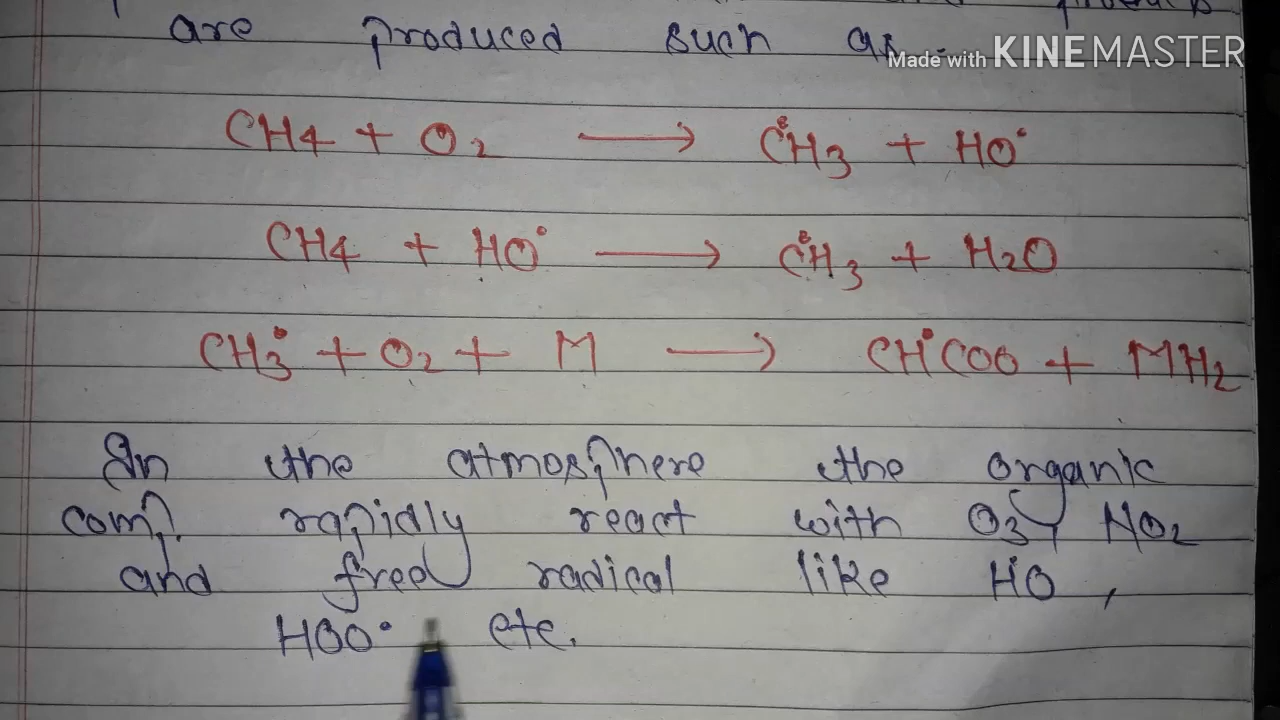 are produced such as -
Made with KINEMASTER
CH4 + O2 ⟶ ĊH3 + HO•
CH4 + HO• ⟶ ĊH3 + H2O
CH3• + O2 + M ⟶ CH•COO + MH2
In the atmosphere the organic
comp. rapidly react with O3, NO2
and free radical like HO ,
HOO• etc.